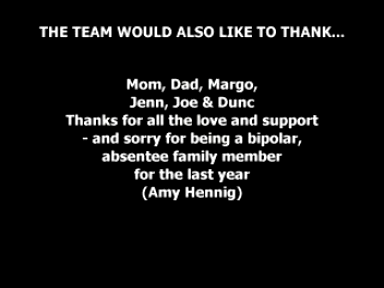 THE TEAM WOULD ALSO LIKE TO THANK...
Mom, Dad, Margo,
Jenn, Joe & Dunc
Thanks for all the love and support
- and sorry for being a bipolar,
absentee family member
for the last year
(Amy Hennig)